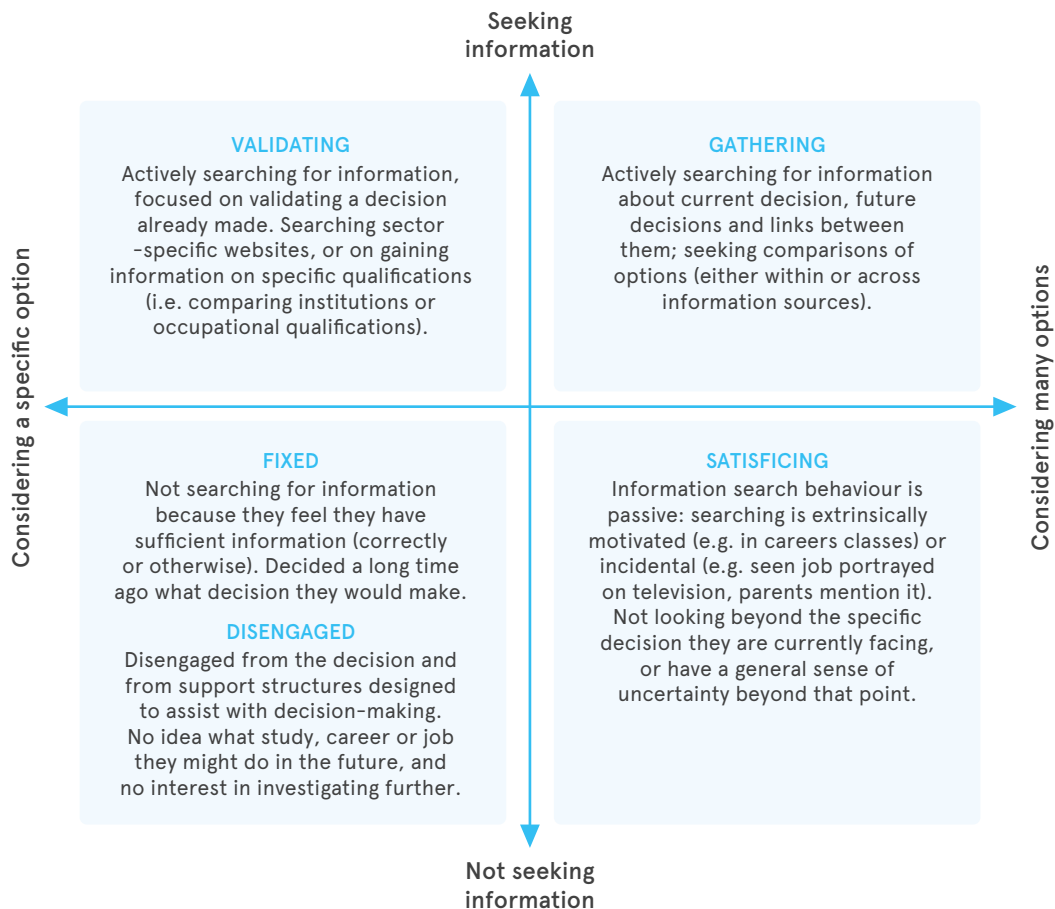 Seeking
information
VALIDATING
Actively searching for information,
focused on validating a decision
already made. Searching sector
-specific websites, or on gaining
information on specific qualifications
(i.e. comparing institutions or
occupational qualifications).
GATHERING
Actively searching for information
about current decision, future
decisions and links between
them; seeking comparisons of
options (either within or across
information sources).
Considering a specific option
Considering many options
FIXED
Not searching for information
because they feel they have
sufficient information (correctly
or otherwise). Decided a long time
ago what decision they would make.
DISENGAGED
Disengaged from the decision and
from support structures designed
to assist with decision-making.
No idea what study, career or job
they might do in the future, and
no interest in investigating further.
SATISFICING
Information search behaviour is
passive: searching is extrinsically
motivated (e.g. in careers classes) or
incidental (e.g. seen job portrayed
on television, parents mention it).
Not looking beyond the specific
decision they are currently facing,
or have a general sense of
uncertainty beyond that point.
Not seeking
information